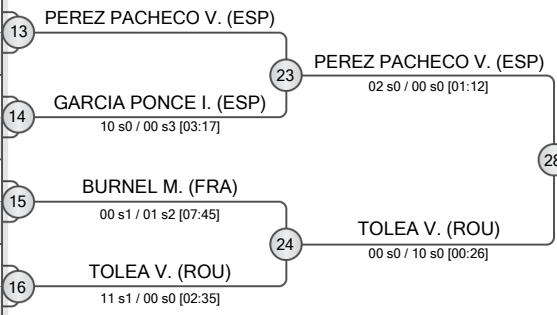 PEREZ PACHECO V. (ESP)
13
23
PEREZ PACHECO V. (ESP)
02 s0 / 00 s0 [01:12]
GARCIA PONCE I. (ESP)
14
10 s0 / 00 s3 [03:17]
28
BURNEL M. (FRA)
15
00 s1 / 01 s2 [07:45]
24
TOLEA V. (ROU)
00 s0 / 10 s0 [00:26]
TOLEA V. (ROU)
16
11 s1 / 00 s0 [02:35]